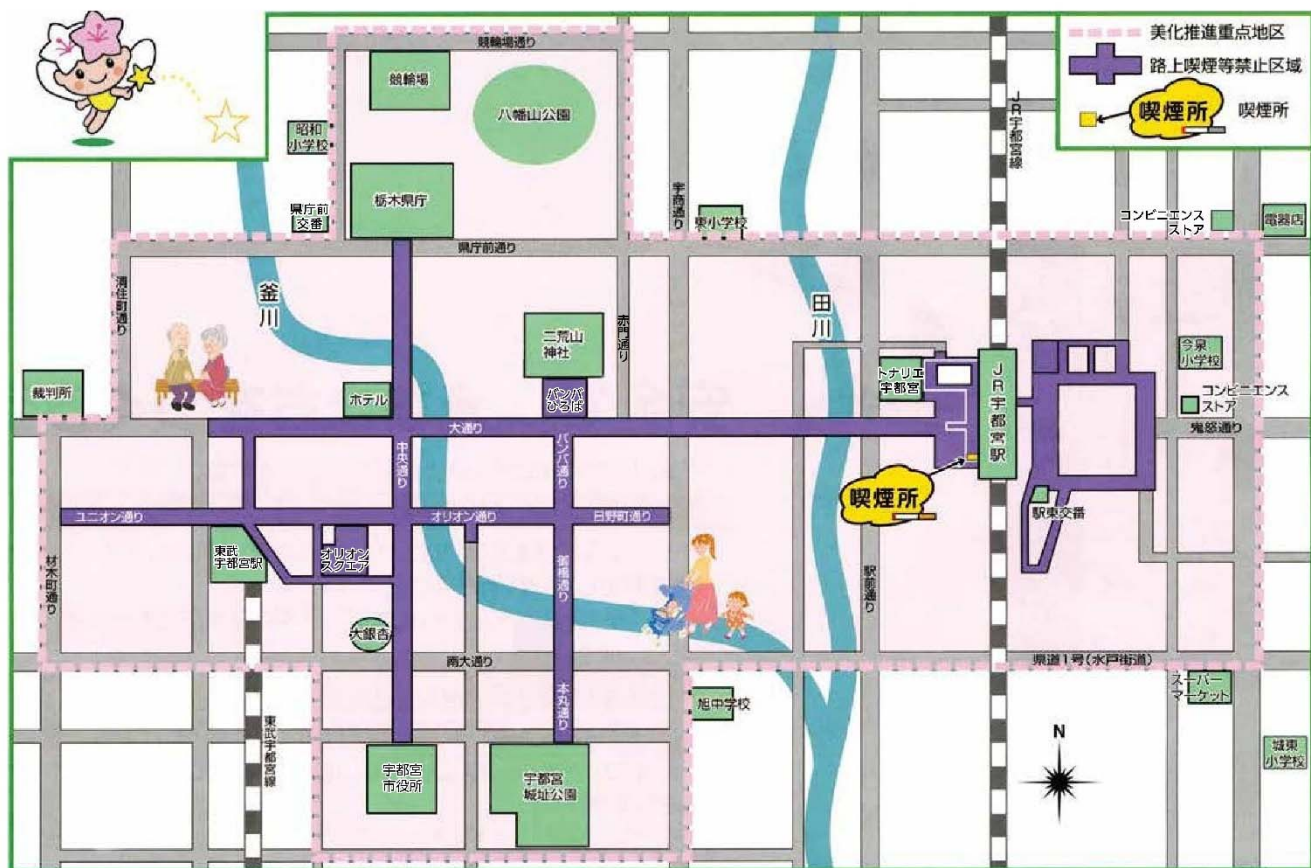 競輪場通り
美化推進重点地区
路上喫煙等禁止区域
喫煙所
喫煙所
競輪場
八幡山公園
昭和
小学校
JR宇都宮線
栃木県庁
県庁前
交番
宇商通り
東小学校
コンビニエンス
ストア
電器店
県庁前通り
清住町通り
釜川
田川
二荒山
神社
赤門通り
今泉
小学校
トナリエ
宇都宮
JR宇都宮駅
裁判所
ホテル
バンバ
ひろば
コンビニエンス
ストア
大通り
鬼怒通り
中央通り
バンバ通り
喫煙所
駅東交番
ユニオン通り
オリオン通り
日野町通り
東武
宇都宮駅
オリオン
スクエア
材木町通り
御橋通り
駅前通り
大銀杏
南大通り
県道1号(水戸街道)
本丸通り
旭中学校
スーパー
マーケット
東武宇都宮線
N
宇都宮
市役所
宇都宮
城址公園
城東
小学校